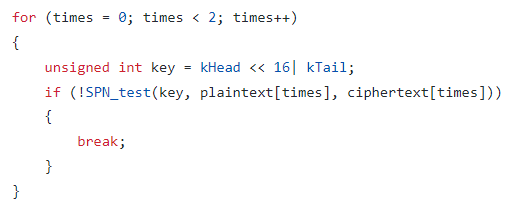 for (times = 0; times < 2; times++)
{
    unsigned int key = kHead << 16| kTail;
    if (!SPN_test(key, plaintext[times], ciphertext[times]))
    {
        break;
    }
}